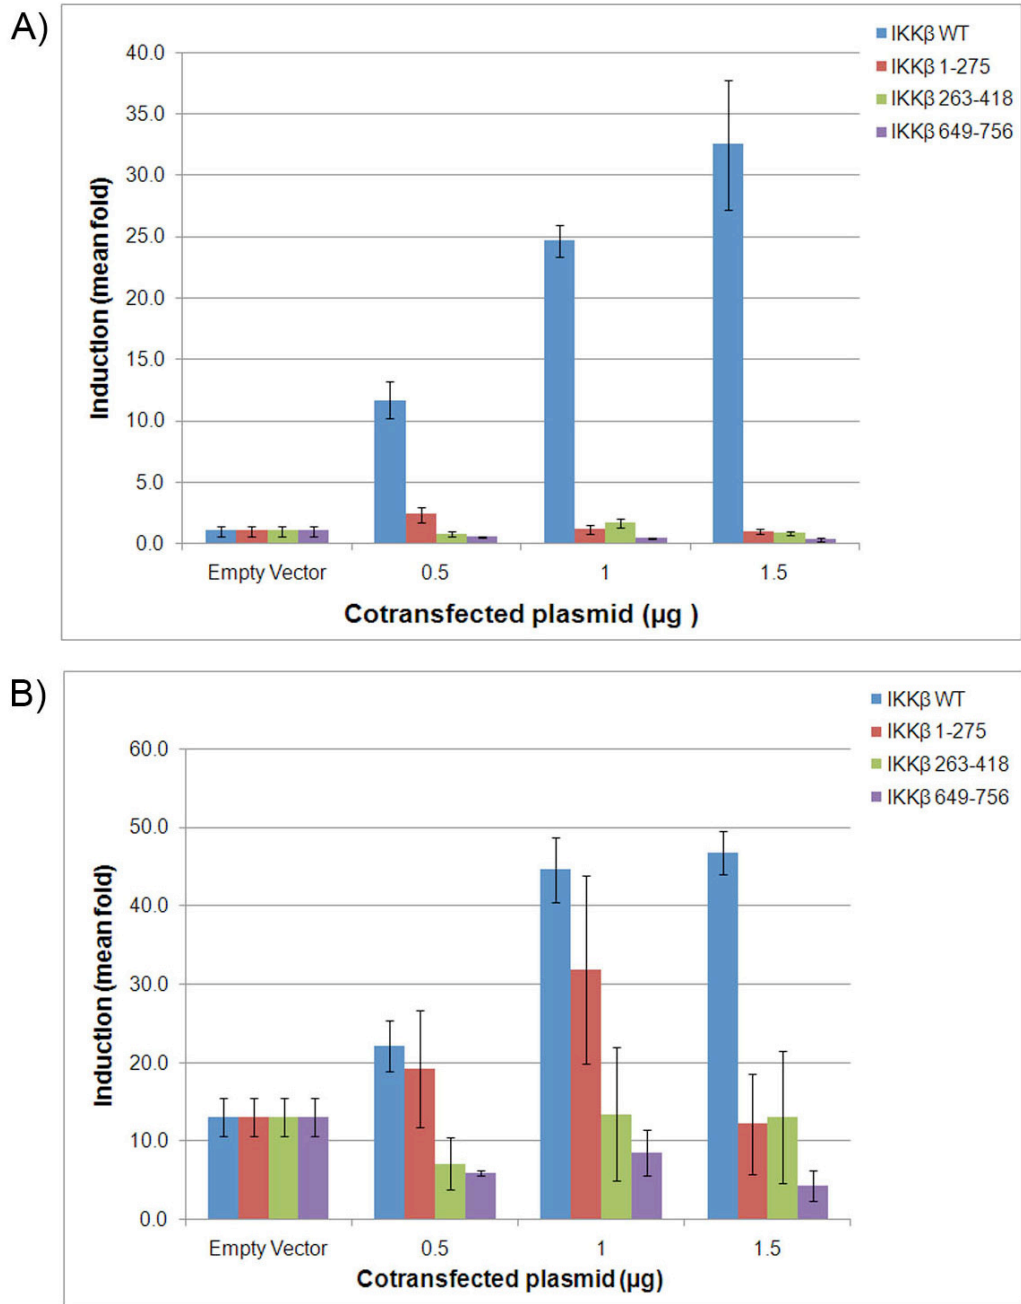 A)
IKKβ WT
IKKβ 1-275
IKKβ 263-418
IKKβ 649-756
40.0
35.0
30.0
25.0
20.0
15.0
10.0
5.0
0.0
Induction (mean fold)
Empty Vector 0.5 1 1.5
Cotransfected plasmid (µg )
B)
IKKβ WT
IKKβ 1-275
IKKβ 263-418
IKKβ 649-756
60.0
50.0
40.0
30.0
20.0
10.0
0.0
Induction (mean fold)
Empty Vector 0.5 1 1.5
Cotransfected plasmid (µg)